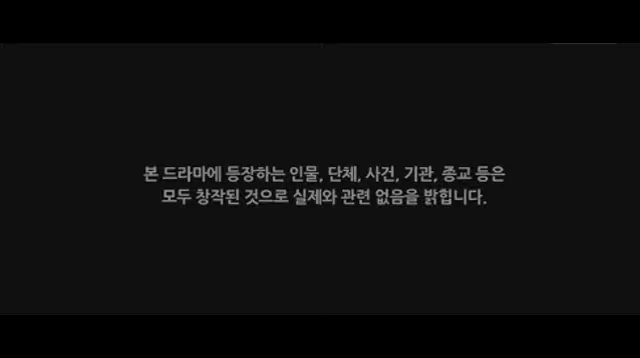 본 드라마에 등장하는 인물, 단체, 사건, 기관, 종교 등은
모두 창작된 것으로 실제와 관련 없음을 밝힙니다.